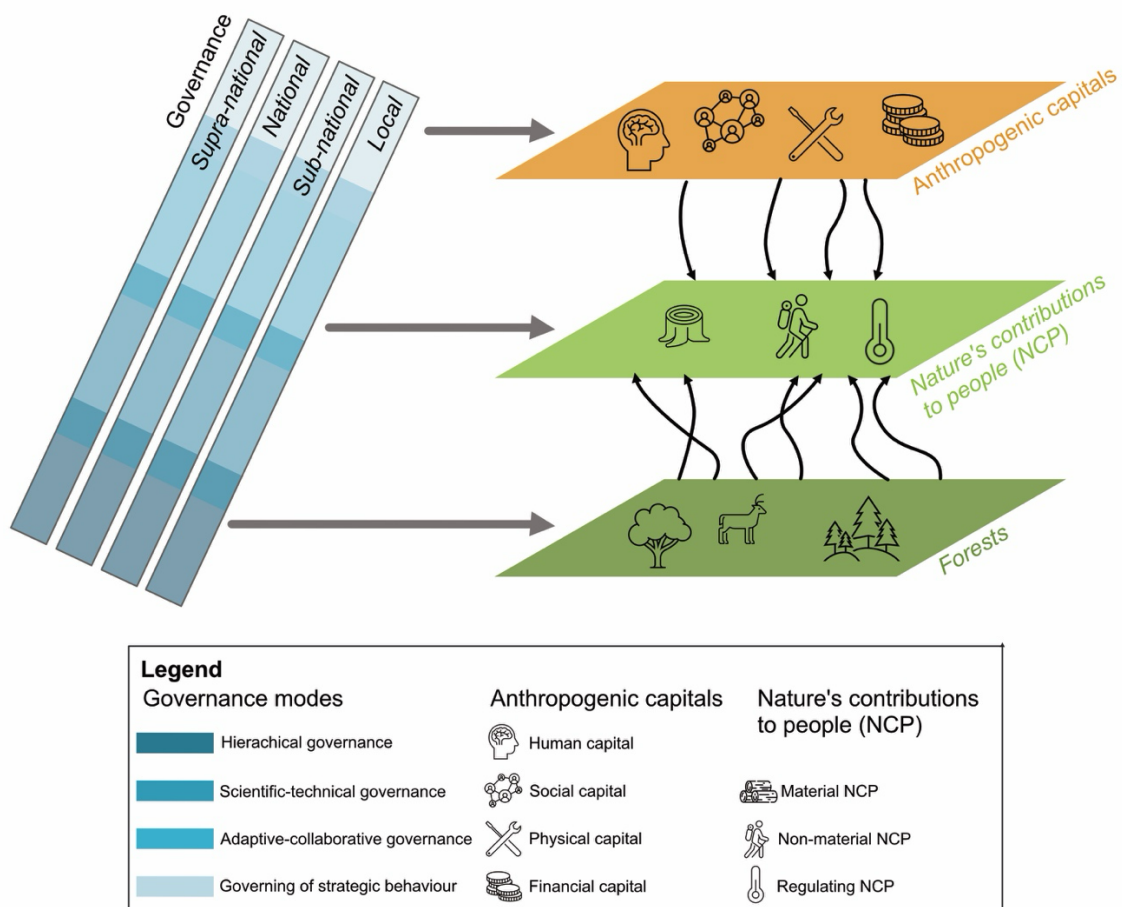 Governance
Supra-national
National
Sub-national
Local
Anthropogenic capitals
Nature's contributions
to people (NCP)
Forests
Legend
Governance modes
Hierachical governance
Scientific-technical governance
Adaptive-collaborative governance
Governing of strategic behaviour
Anthropogenic capitals
Human capital
Social capital
Physical capital
Financial capital
Nature's contributions
to people (NCP)
Material NCP
Non-material NCP
Regulating NCP